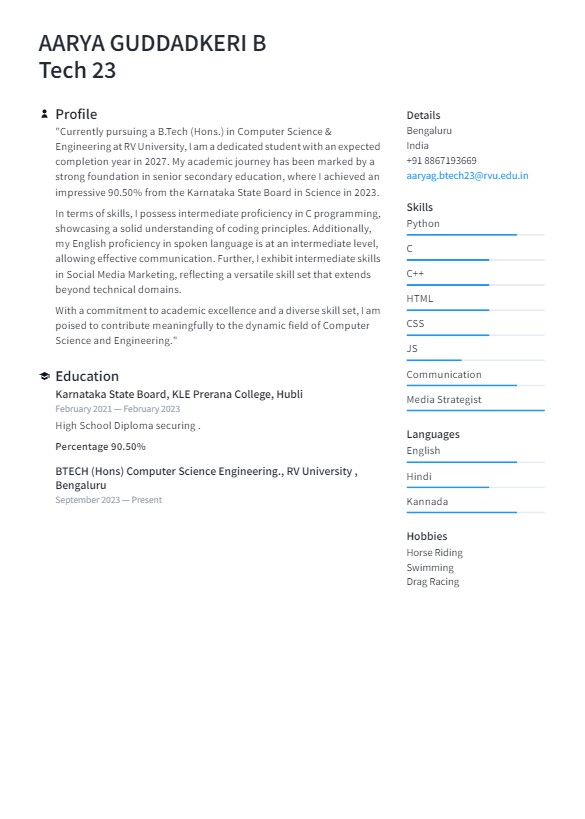 AARYA GUDDADKERI B
Tech 23
Profile
"Currently pursuing a B.Tech (Hons.) in Computer Science &
Engineering at RV University, I am a dedicated student with an expected
completion year in 2027. My academic journey has been marked by a
strong foundation in senior secondary education, where I achieved an
impressive 90.50% from the Karnataka State Board in Science in 2023.
In terms of skills, I possess intermediate proficiency in C programming,
showcasing a solid understanding of coding principles. Additionally,
my English proficiency in spoken language is at an intermediate level,
allowing effective communication. Further, I exhibit intermediate skills
in Social Media Marketing, reflecting a versatile skill set that extends
beyond technical domains.
With a commitment to academic excellence and a diverse skill set, I am
poised to contribute meaningfully to the dynamic field of Computer
Science and Engineering."
Education
Karnataka State Board, KLE Prerana College, Hubli
February 2021 — February 2023
High School Diploma securing .
Percentage 90.50%
BTECH (Hons) Computer Science Engineering., RV University ,
Bengaluru
September 2023 — Present
Details
Bengaluru
India
+91 8867193669
aaryag.btech23@rvu.edu.in
Skills
Python
C
C++
HTML
CSS
JS
Communication
Media Strategist
Languages
English
Hindi
Kannada
Hobbies
Horse Riding
Swimming
Drag Racing